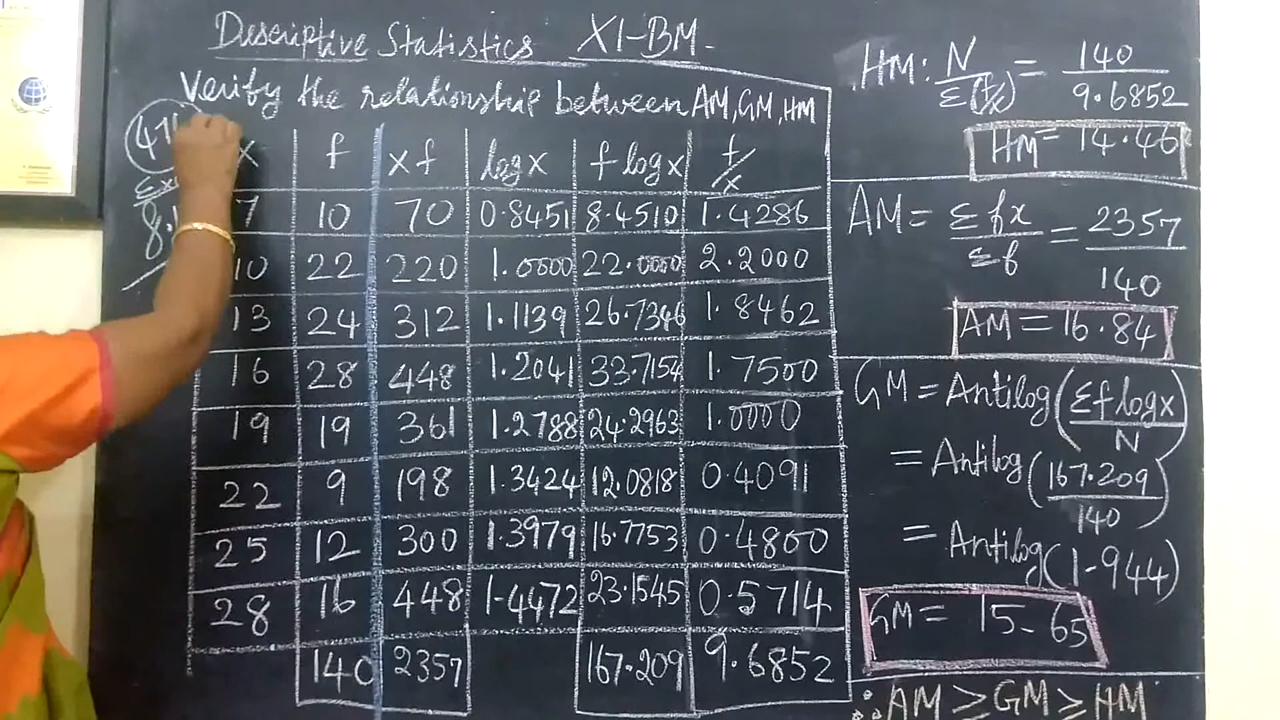 Descriptive Statistics XI-BM-
Verify the relationship between AM, GM, HM
x f xf log x f log x f/x
7 10 70 0.8451 8.4510 1.4286
10 22 220 1.0000 22.0000 2.2000
13 24 312 1.1139 26.7346 1.8462
16 28 448 1.2041 33.7154 1.7500
19 19 361 1.2788 24.2963 1.0000
22 9 198 1.3424 12.0818 0.4091
25 12 300 1.3979 16.7753 0.4800
28 16 448 1-4472 23.1545 0.5714
140 2357 167.209 9.6852
HM: N/Σ(f/x) = 140/9.6852
HM = 14.46
AM = Σfx/Σf = 2357/140
AM = 16.84
GM = Antilog (Σf log x/N)
= Antilog (167.209/140)
= Antilog (1-944)
GM = 15-65
∴ AM ≥ GM ≥ HM